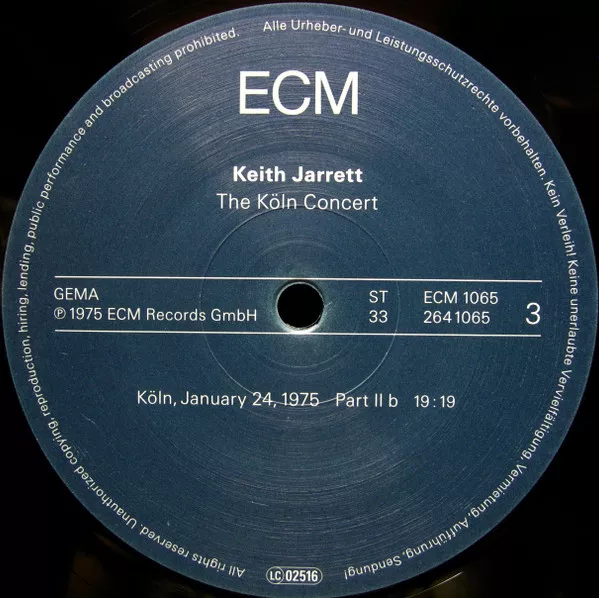 ECM
Keith Jarrett
The Köln Concert
GEMA
℗ 1975 ECM Records GmbH
ST
33
ECM 1065
2641065
3
Köln, January 24, 1975 Part II b 19:19
Alle Urheber- und Leistungsschutzrechte vorbehalten. Kein Verleih! Keine unerlaubte Vervielfältigung, Vermietung, Aufführung, Sendung!
All rights reserved. Unauthorized copying, reproduction, hiring, lending, public performance and broadcasting prohibited.
LC 02516